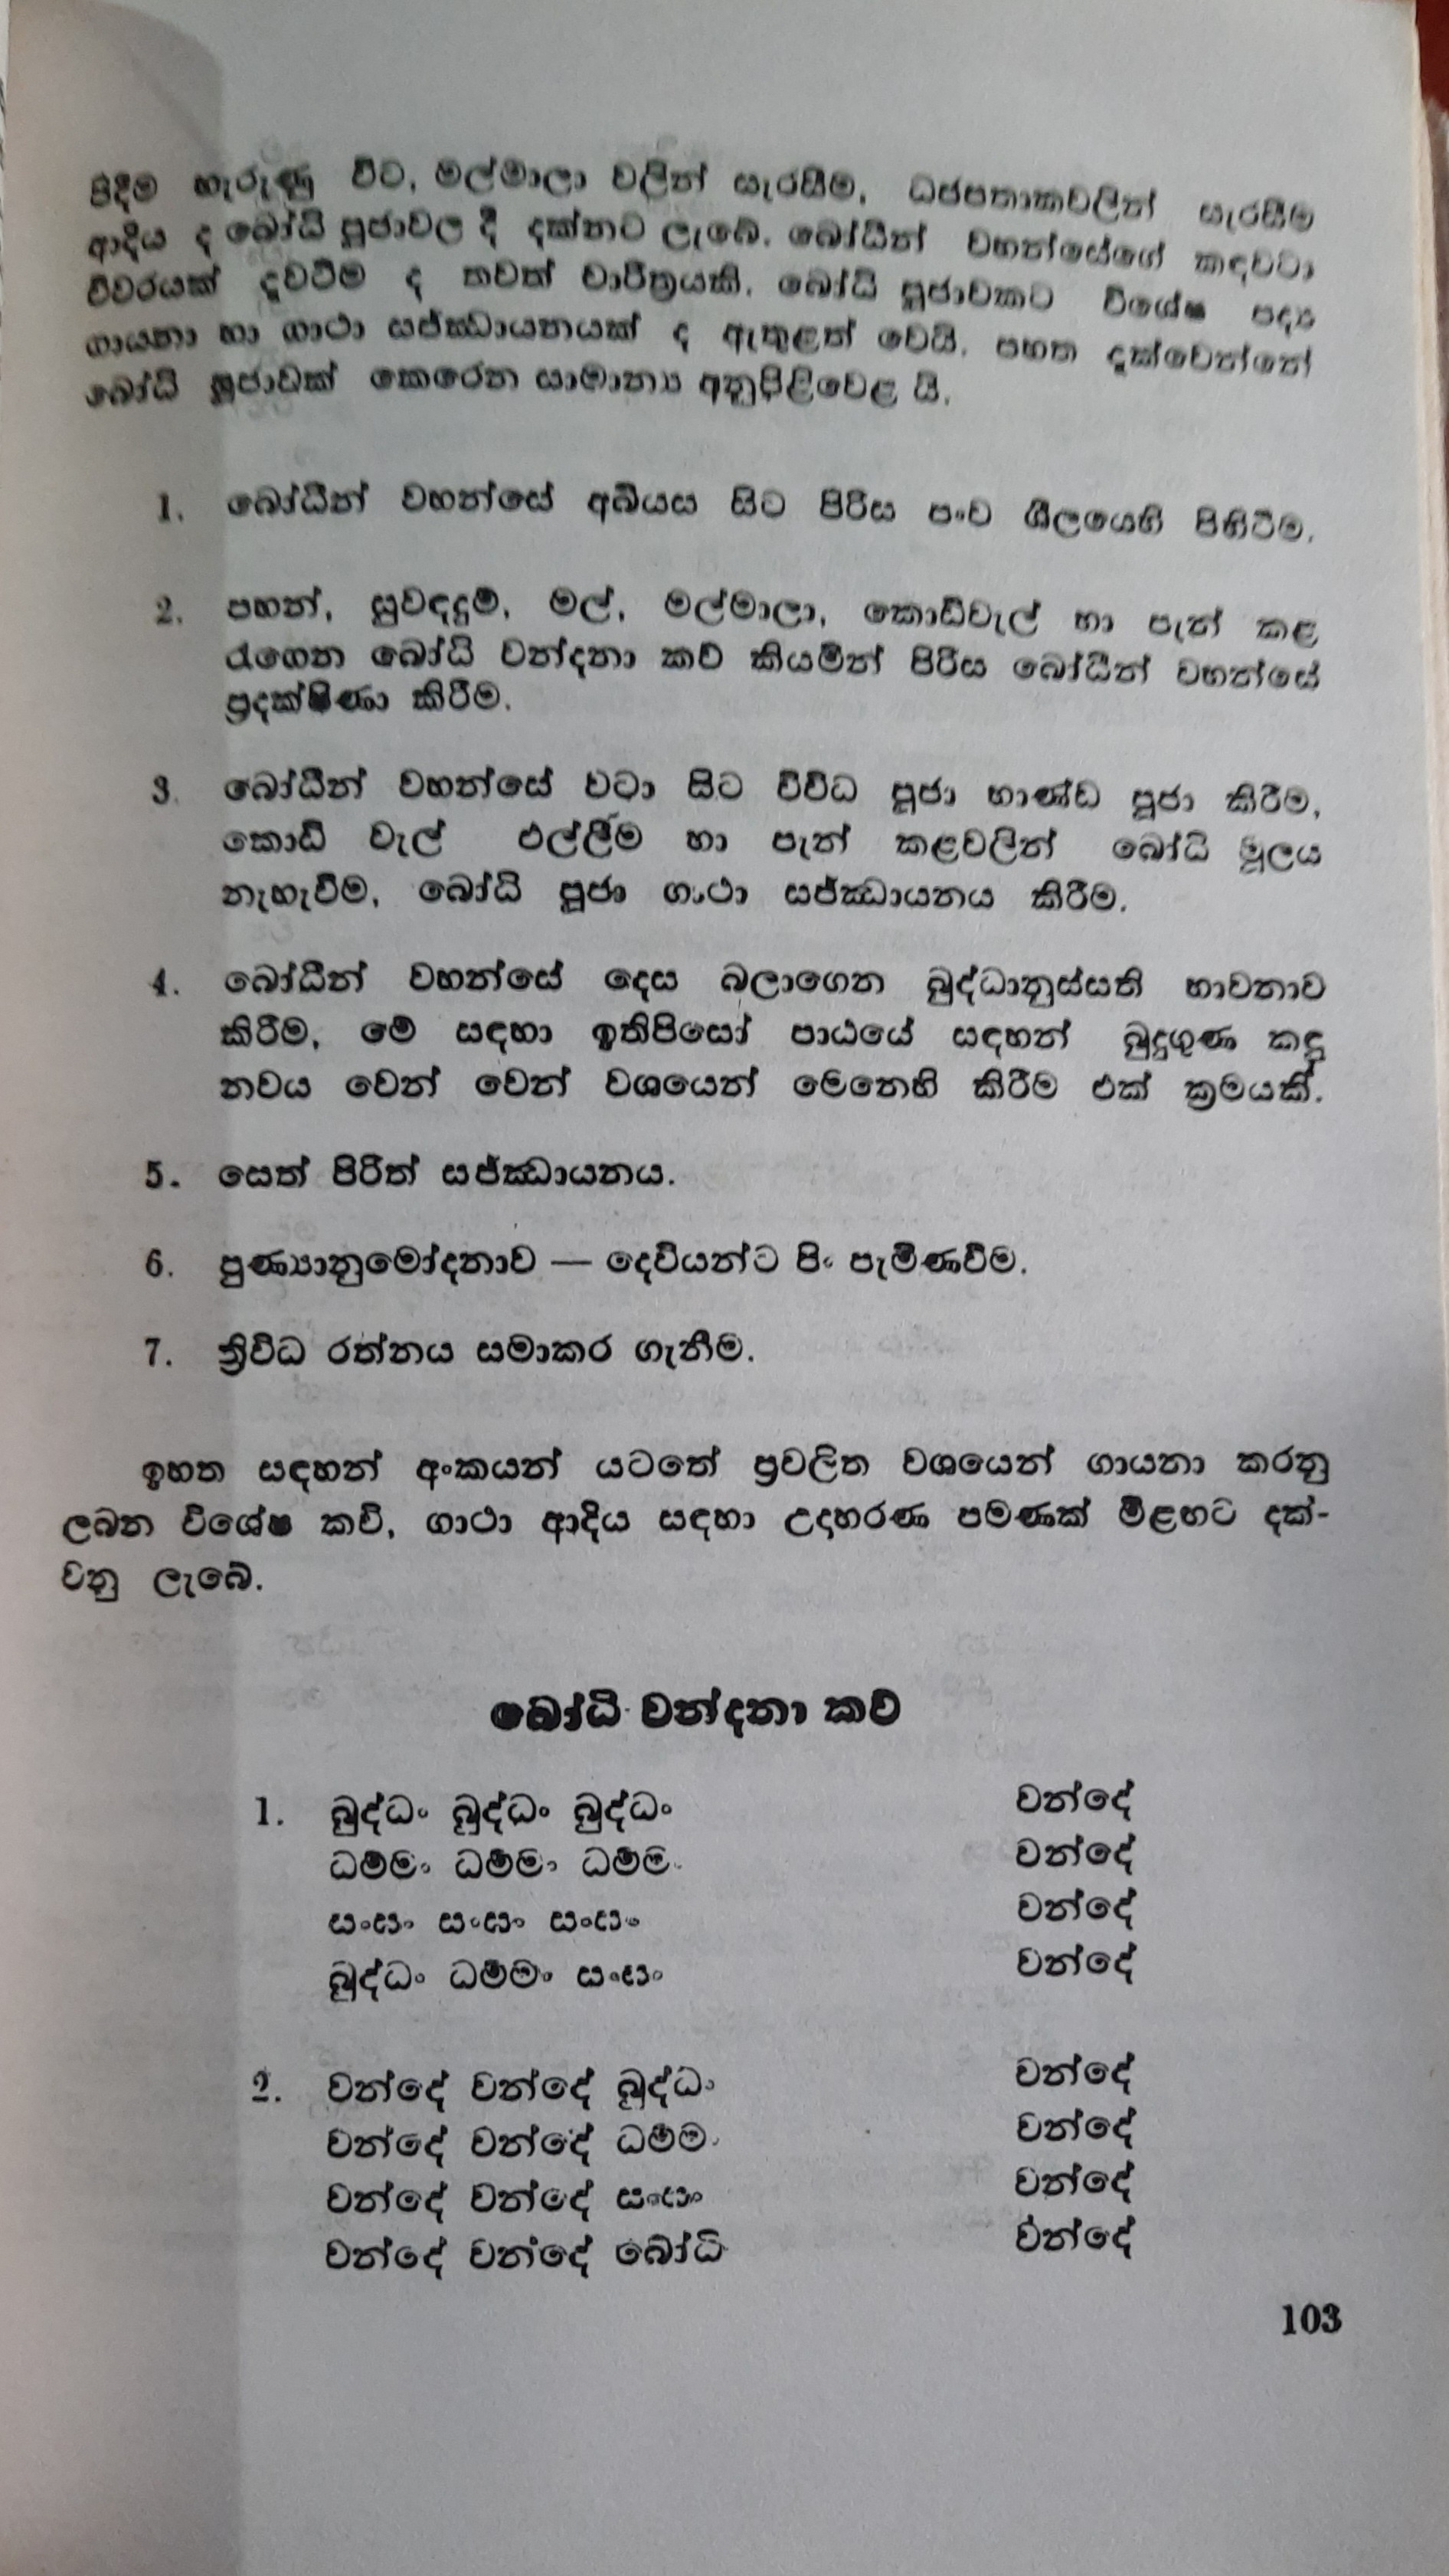 පිදීම හැරුණු විට, මල්මාලා වලින් සැරසීම, ධජපතාකවලින් සැරසීම
ආදිය ද බෝධි පූජාවල දී දක්නට ලැබේ. බෝධීන් වහන්සේගේ කඳවටා
චීවරයක් දැවටීම ද තවත් චාරිත්‍රයකි. බෝධි පූජාවකට විශේෂ පද්‍ය
ගායනා හා ගාථා සජ්ඣායනයක් ද ඇතුළත් වෙයි. පහත දැක්වෙන්නේ
බෝධි පූජාවක් කෙරෙන සාමාන්‍ය අනුපිළිවෙළ යි.
1. බෝධීන් වහන්සේ අබියස සිට පිරිස පංච ශීලයෙහි පිහිටීම.
2. පහන්, සුවඳදුම්, මල්, මල්මාලා, කොඩිවැල් හා පැන් කළ
රැගෙන බෝධි වන්දනා කවි කියමින් පිරිස බෝධීන් වහන්සේ
ප්‍රදක්ෂිණා කිරීම.
3. බෝධීන් වහන්සේ වටා සිට විවිධ පූජා භාණ්ඩ පූජා කිරීම,
කොඩි වැල් එල්ලීම හා පැන් කළවලින් බෝධි මූලය
නැහැවීම, බෝධි පූජා ගාථා සජ්ඣායනය කිරීම.
4. බෝධීන් වහන්සේ දෙස බලාගෙන බුද්ධානුස්සති භාවනාව
කිරීම, මේ සඳහා ඉතිපිසෝ පාඨයේ සඳහන් බුදුගුණ කඳු
නවය වෙන් වෙන් වශයෙන් මෙනෙහි කිරීම එක් ක්‍රමයකි.
5. සෙත් පිරිත් සජ්ඣායනය.
6. පුණ්‍යානුමෝදනාව — දෙවියන්ට පිං පැමිණවීම.
7. ත්‍රිවිධ රත්නය සමාකර ගැනීම.
ඉහත සඳහන් අංකයන් යටතේ ප්‍රචලිත වශයෙන් ගායනා කරනු
ලබන විශේෂ කවි, ගාථා ආදිය සඳහා උදාහරණ පමණක් මීළඟට දක්-
වනු ලැබේ.
බෝධි වන්දනා කවි
1. බුද්ධං බුද්ධං බුද්ධං වන්දේ
ධම්මං ධම්මං ධම්මං වන්දේ
සංඝං සංඝං සංඝං වන්දේ
බුද්ධං ධම්මං සංඝං වන්දේ
2. වන්දේ වන්දේ බුද්ධං වන්දේ
වන්දේ වන්දේ ධම්මං වන්දේ
වන්දේ වන්දේ සංඝං වන්දේ
වන්දේ වන්දේ බෝධි වන්දේ
103